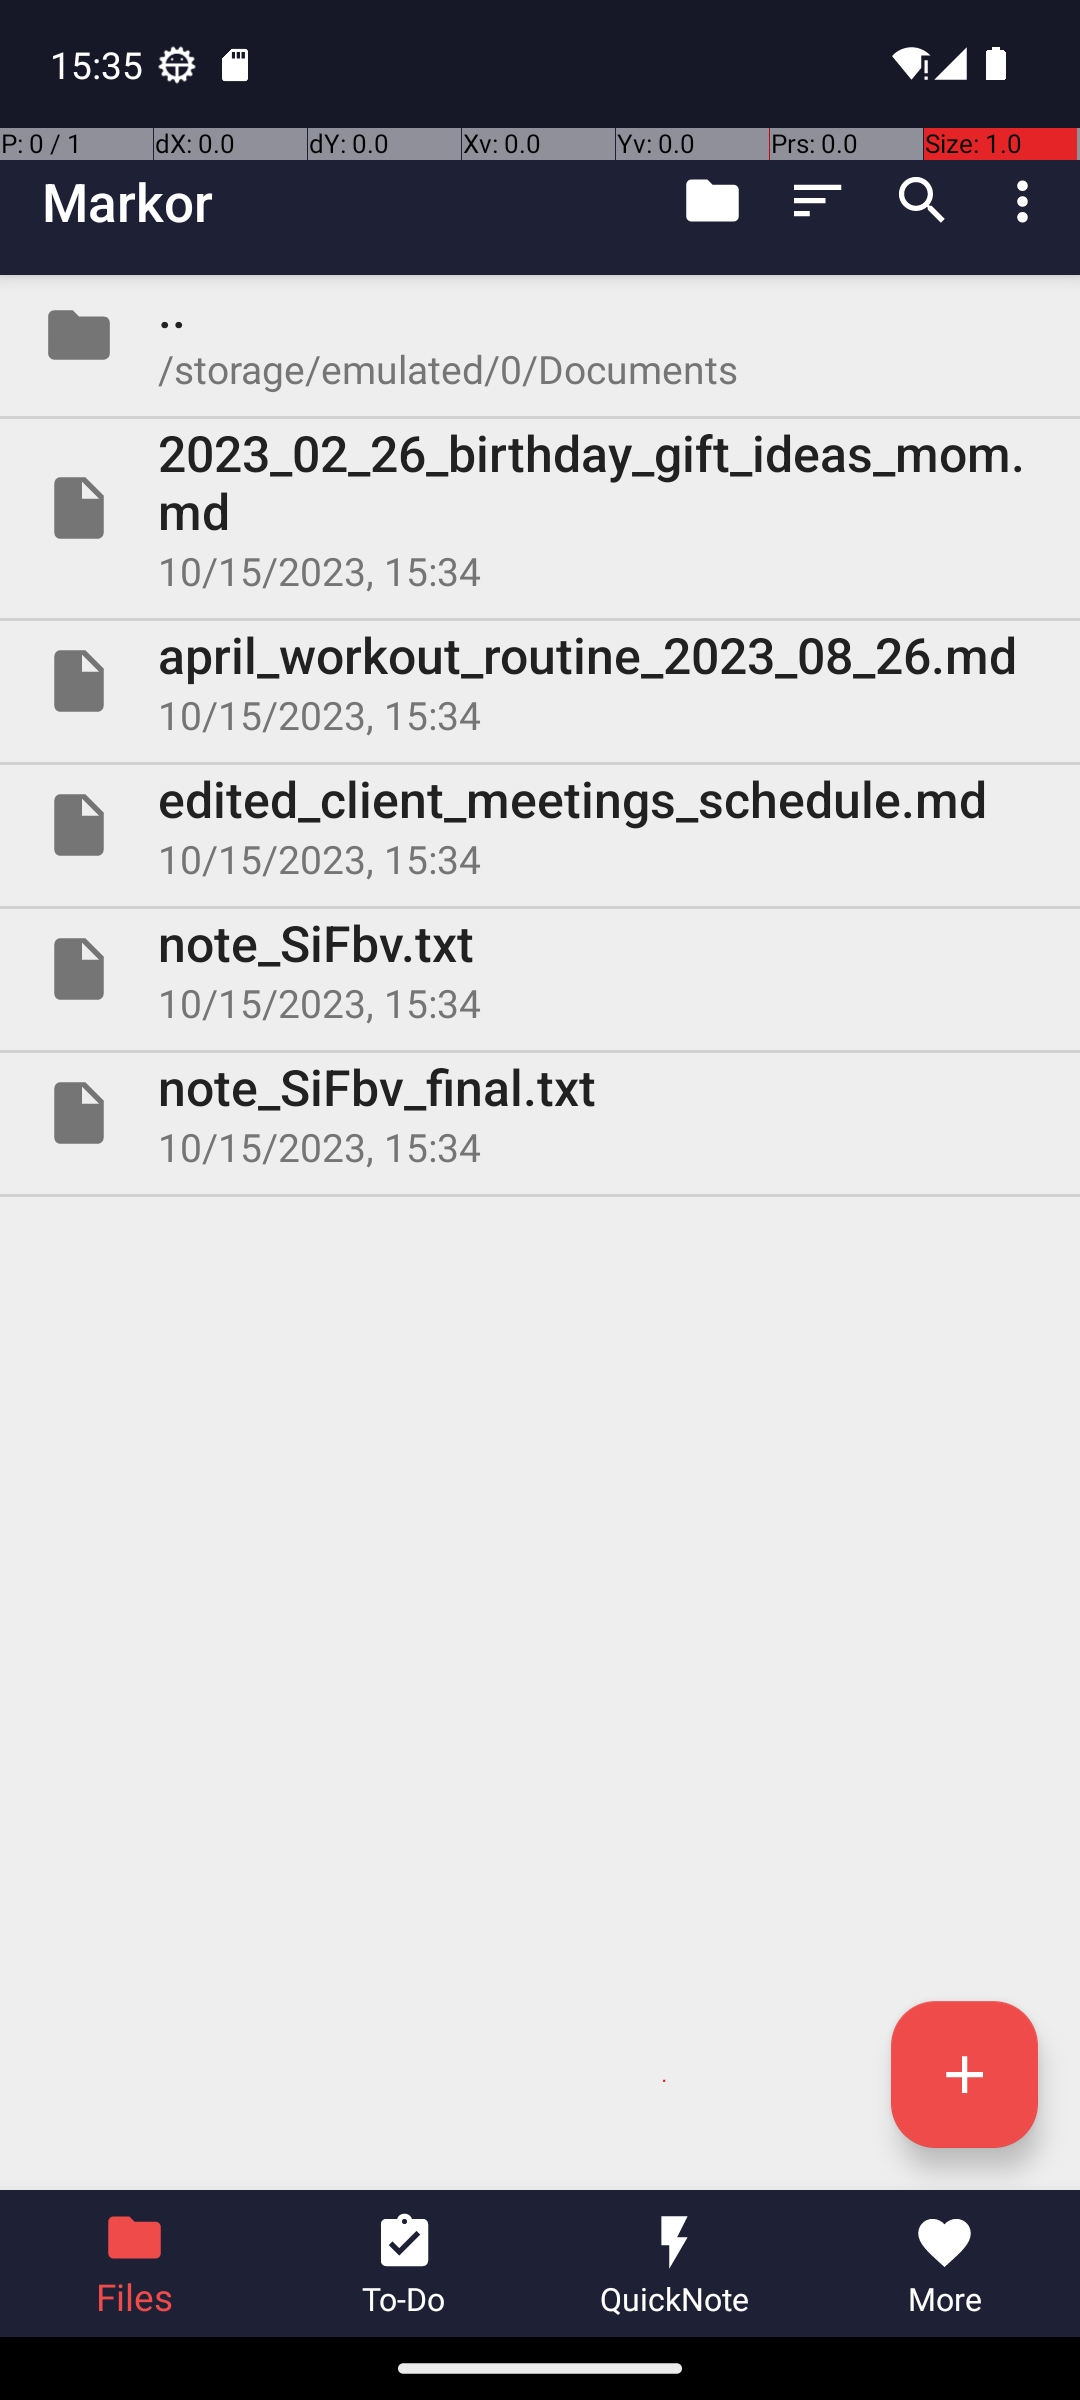 15:35
P: 0 / 1 dX: 0.0 dY: 0.0 Xv: 0.0 Yv: 0.0 Prs: 0.0 Size: 1.0
Markor
..
/storage/emulated/0/Documents
2023_02_26_birthday_gift_ideas_mom.
md
10/15/2023, 15:34
april_workout_routine_2023_08_26.md
10/15/2023, 15:34
edited_client_meetings_schedule.md
10/15/2023, 15:34
note_SiFbv.txt
10/15/2023, 15:34
note_SiFbv_final.txt
10/15/2023, 15:34
Files To-Do QuickNote More